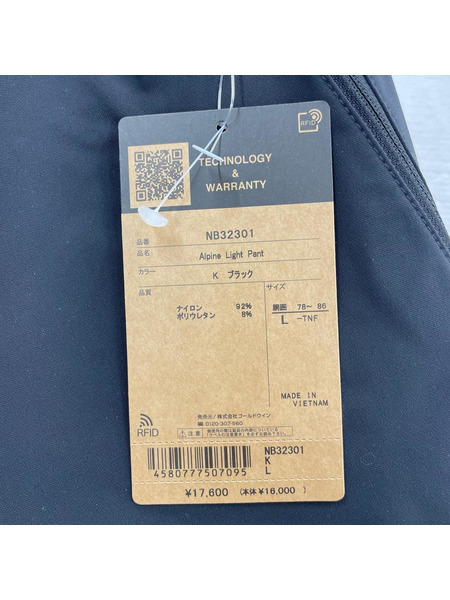 RFID
TECHNOLOGY
&
WARRANTY
品番 NB32301
品名 Alpine Light Pant
カラー K ブラック
品質 サイズ
ナイロン 92%
ポリウレタン 8%
胴囲 78~ 86
L -TNF
MADE IN
VIETNAM
発売元/株式会社ゴールドウイン
0120-307-560
RFID
注意
NB32301
K
L
4580777507095
¥17,600 (本体¥16,000)